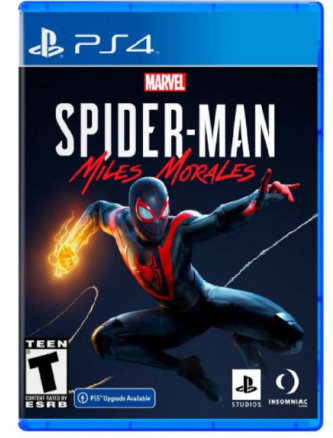 PS4
MARVEL
SPIDER-MAN
MILES MORALES
TEEN
T
CONTENT RATED BY
ESRB
PS5 Upgrade Available
STUDIOS
INSOMNIAC